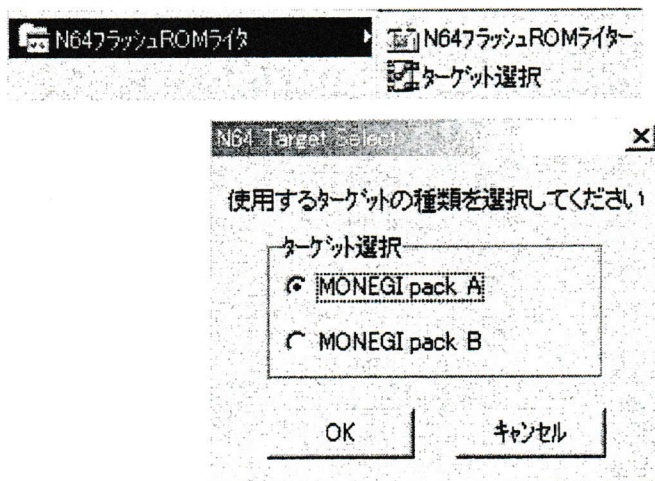 N64フラッシュROMライタ
N64フラッシュROMライター
ターゲット選択
N64 Target Select
使用するターゲットの種類を選択してください
ターゲット選択
MONEGI pack A
MONEGI pack B
OK
キャンセル